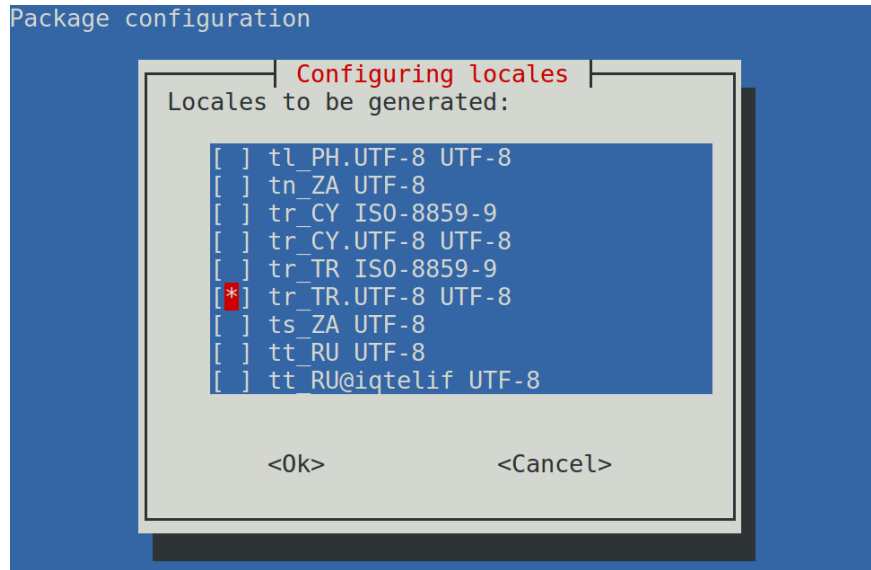 Package configuration
Configuring locales
Locales to be generated:
[ ] tl_PH.UTF-8 UTF-8
[ ] tn_ZA UTF-8
[ ] tr_CY ISO-8859-9
[ ] tr_CY.UTF-8 UTF-8
[ ] tr_TR ISO-8859-9
[*] tr_TR.UTF-8 UTF-8
[ ] ts_ZA UTF-8
[ ] tt_RU UTF-8
[ ] tt_RU@iqtelif UTF-8
<Ok> <Cancel>